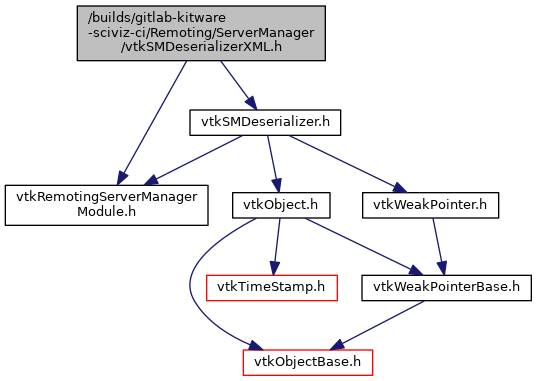 /builds/gitlab-kitware
-sciviz-ci/Remoting/ServerManager
/vtkSMDeserializerXML.h
vtkSMDeserializer.h
vtkRemotingServerManager
Module.h
vtkObject.h
vtkWeakPointer.h
vtkTimeStamp.h
vtkWeakPointerBase.h
vtkObjectBase.h